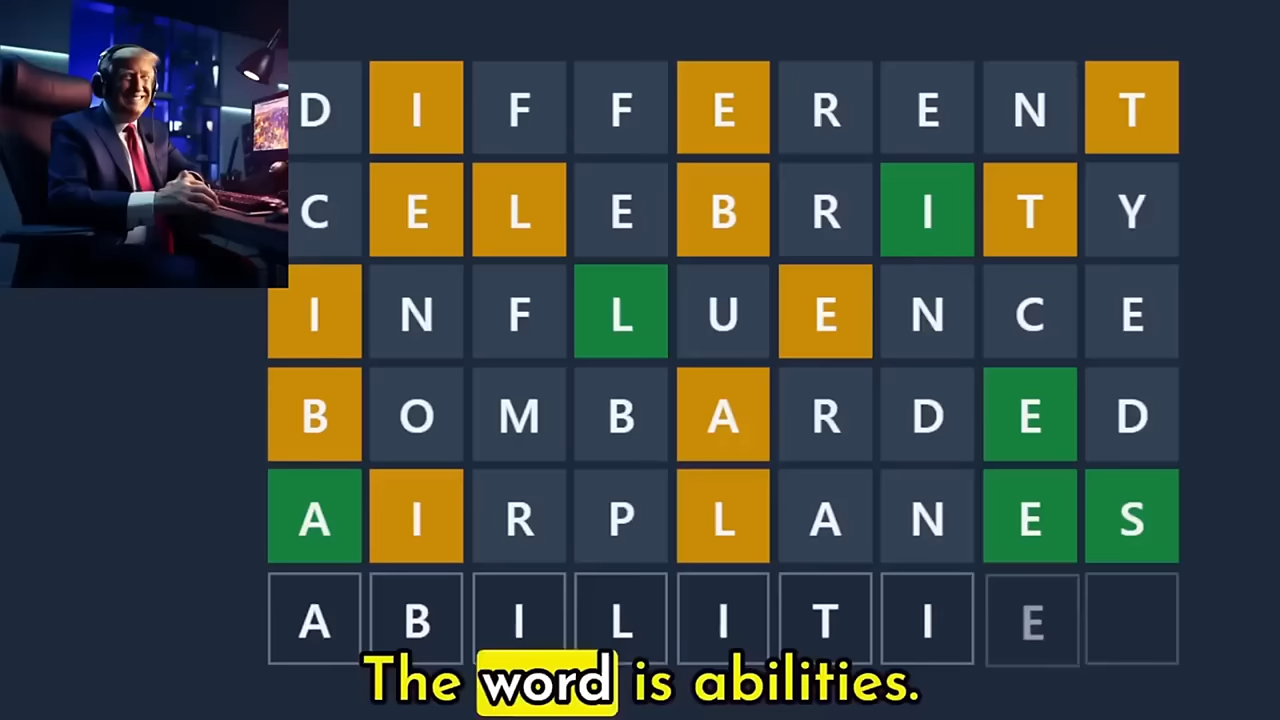 DIFFERENT
CELEBRITY
INFLUENCE
BOMBARDED
AIRPLANES
ABILITIE
The word is abilities.